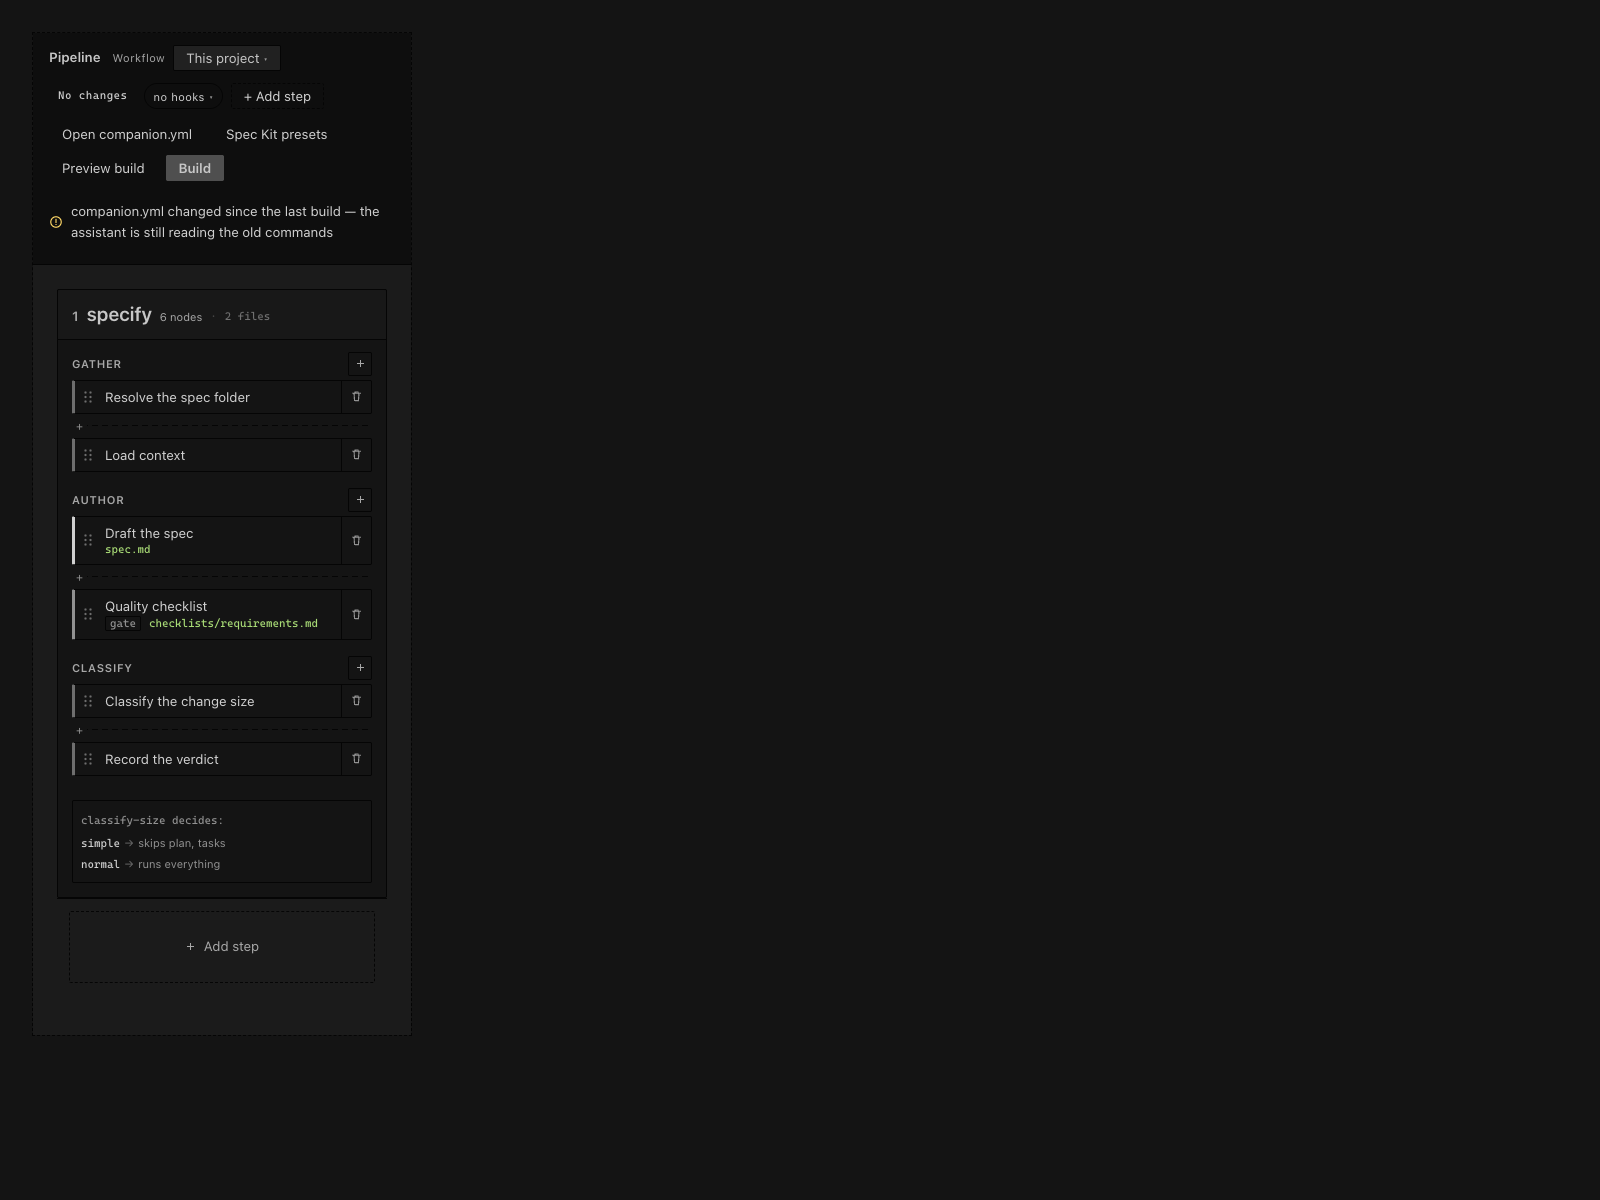 Pipeline Workflow This project
No changes no hooks + Add step
Open companion.yml Spec Kit presets
Preview build Build
companion.yml changed since the last build — the
assistant is still reading the old commands
1 specify 6 nodes · 2 files
GATHER +
Resolve the spec folder
+
Load context
AUTHOR +
Draft the spec
spec.md
+
Quality checklist
gate checklists/requirements.md
CLASSIFY +
Classify the change size
+
Record the verdict
classify-size decides:
simple → skips plan, tasks
normal → runs everything
+ Add step